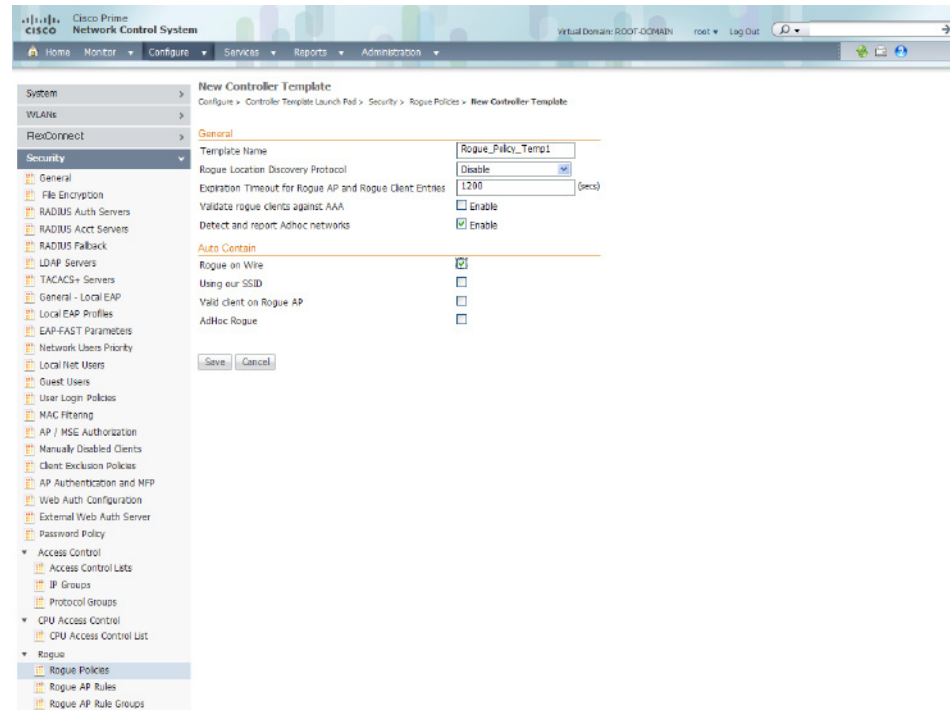 Cisco Prime
CISCO Network Control System
Virtual Domain: ROOT-DOMAIN root Log Out
Home Monitor Configure Services Reports Administration
System
WLANs
FlexConnect
Security
General
File Encryption
RADIUS Auth Servers
RADIUS Acct Servers
RADIUS Fallback
LDAP Servers
TACACS+ Servers
General - Local EAP
Local EAP Profiles
EAP-FAST Parameters
Network Users Priority
Local Net Users
Guest Users
User Login Policies
MAC Filtering
AP / MSE Authorization
Manually Disabled Clients
Client Exclusion Policies
AP Authentication and MFP
Web Auth Configuration
External Web Auth Server
Password Policy
Access Control
Access Control Lists
IP Groups
Protocol Groups
CPU Access Control
CPU Access Control List
Rogue
Rogue Policies
Rogue AP Rules
Rogue AP Rule Groups
New Controller Template
Configure > Controller Template Launch Pad > Security > Rogue Policies > New Controller Template
General
Template Name Rogue_Policy_Temp1
Rogue Location Discovery Protocol Disable
Expiration Timeout for Rogue AP and Rogue Client Entries 1200 (secs)
Validate rogue clients against AAA Enable
Detect and report Adhoc networks Enable
Auto Contain
Rogue on Wire
Using our SSID
Valid client on Rogue AP
AdHoc Rogue
Save Cancel